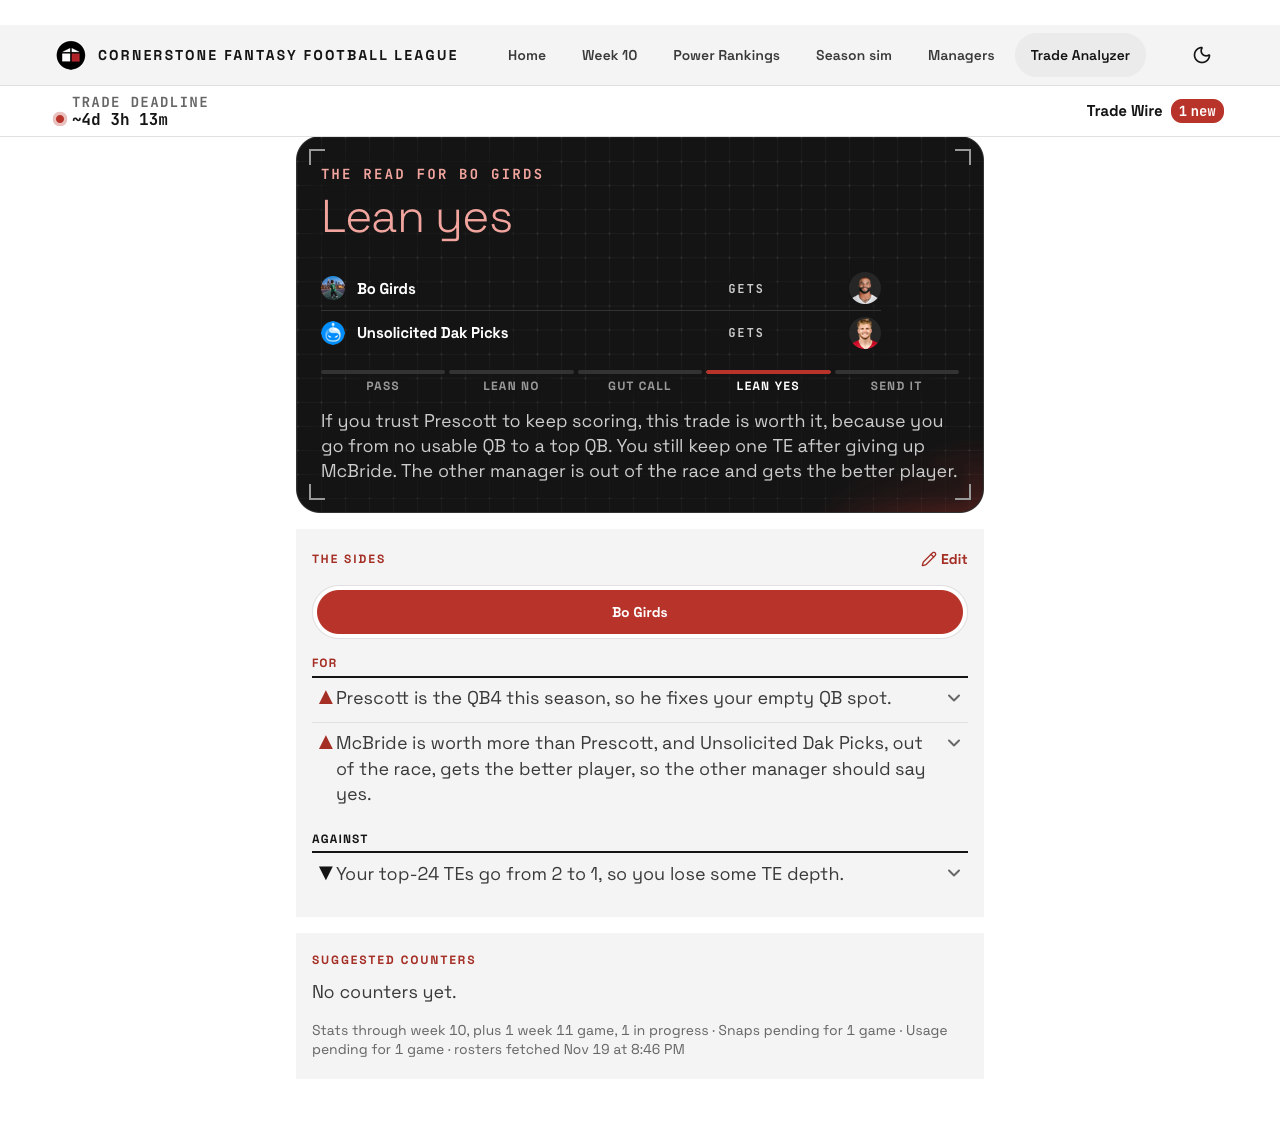 CORNERSTONE FANTASY FOOTBALL LEAGUE
Home
Week 10
Power Rankings
Season sim
Managers
Trade Analyzer
TRADE DEADLINE
~4d 3h 13m
Trade Wire
1 new
THE READ FOR BO GIRDS
Lean yes
Bo Girds
GETS
Unsolicited Dak Picks
GETS
PASS
LEAN NO
GUT CALL
LEAN YES
SEND IT
If you trust Prescott to keep scoring, this trade is worth it, because you
go from no usable QB to a top QB. You still keep one TE after giving up
McBride. The other manager is out of the race and gets the better player.
THE SIDES
Edit
Bo Girds
FOR
Prescott is the QB4 this season, so he fixes your empty QB spot.
McBride is worth more than Prescott, and Unsolicited Dak Picks, out
of the race, gets the better player, so the other manager should say
yes.
AGAINST
Your top-24 TEs go from 2 to 1, so you lose some TE depth.
SUGGESTED COUNTERS
No counters yet.
Stats through week 10, plus 1 week 11 game, 1 in progress · Snaps pending for 1 game · Usage
pending for 1 game · rosters fetched Nov 19 at 8:46 PM